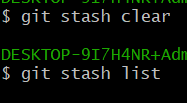 $ git stash clear
DESKTOP-9I7H4NR+Adm
$ git stash list